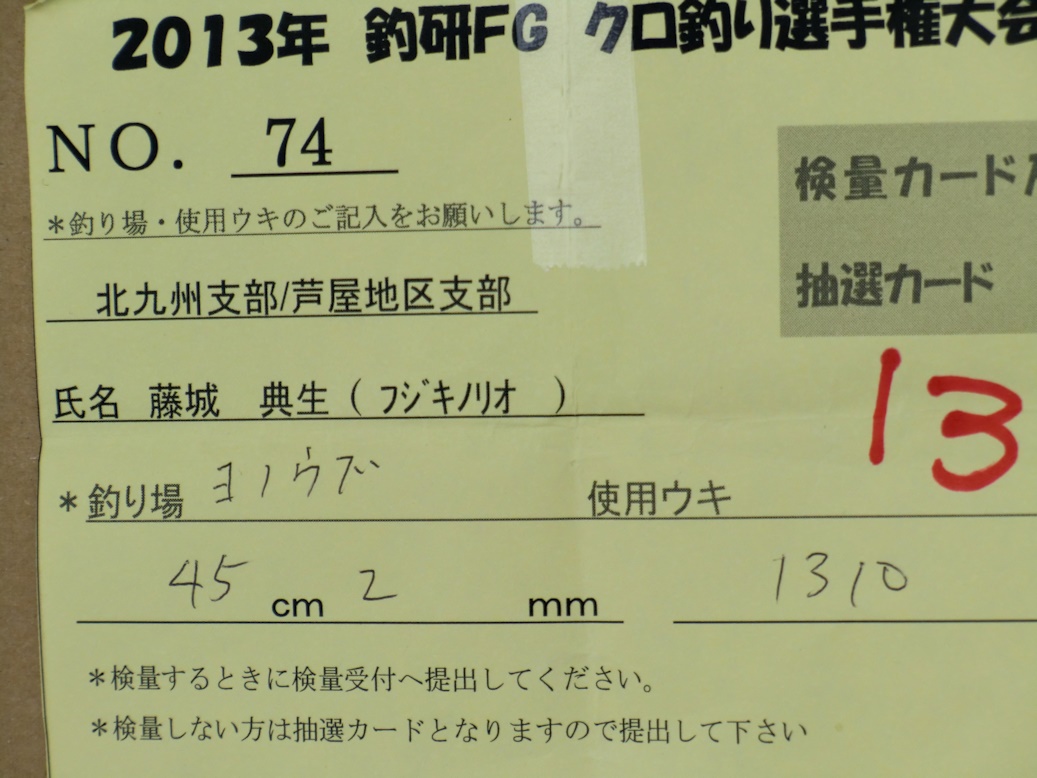 2013年 釣研FG クロ釣り選手権大会
NO. 74
検量カード
*釣り場・使用ウキのご記入をお願いします。
抽選カード
北九州支部/芦屋地区支部
13
氏名 藤城 典生 ( フジキノリオ )
*釣り場 ヨノウズ 使用ウキ
45 cm 2 mm 1310
*検量するときに検量受付へ提出してください。
*検量しない方は抽選カードとなりますので提出して下さい